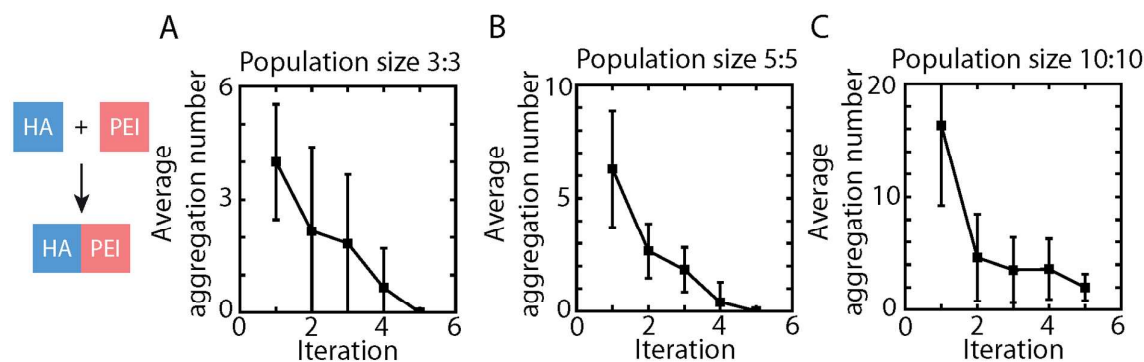 HA + PEI
HA PEI
A
Population size 3:3
Average
aggregation number
6
3
0
0 2 4 6
Iteration
B
Population size 5:5
Average
aggregation number
10
5
0
0 2 4 6
Iteration
C
Population size 10:10
Average
aggregation number
20
10
0
0 2 4 6
Iteration